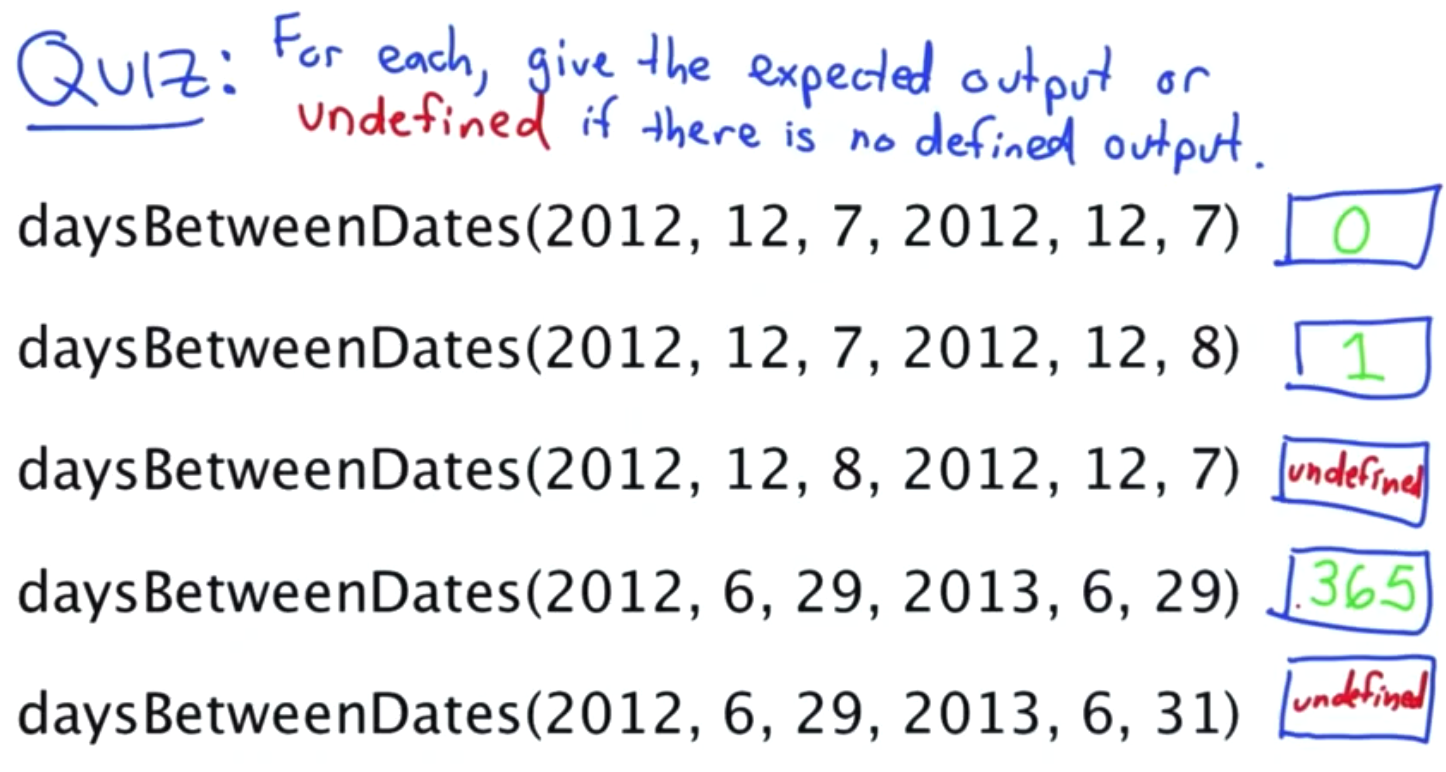 QUIZ: For each, give the expected output or
undefined if there is no defined output.
daysBetweenDates(2012, 12, 7, 2012, 12, 7) 0
daysBetweenDates(2012, 12, 7, 2012, 12, 8) 1
daysBetweenDates(2012, 12, 8, 2012, 12, 7) undefined
daysBetweenDates(2012, 6, 29, 2013, 6, 29) 365
daysBetweenDates(2012, 6, 29, 2013, 6, 31) undefined